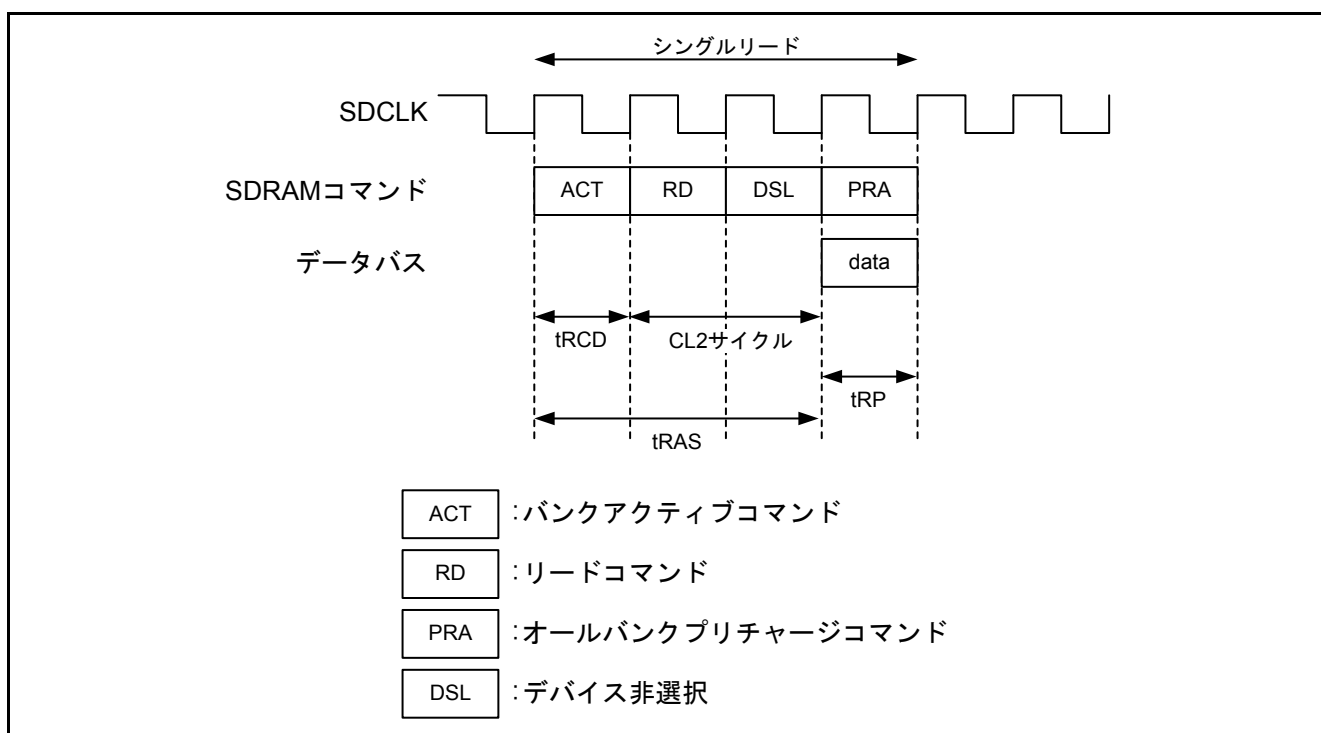 シングルリード
SDCLK
SDRAMコマンド ACT RD DSL PRA
データバス data
tRCD CL2サイクル
tRP
tRAS
ACT :バンクアクティブコマンド
RD :リードコマンド
PRA :オールバンクプリチャージコマンド
DSL :デバイス非選択